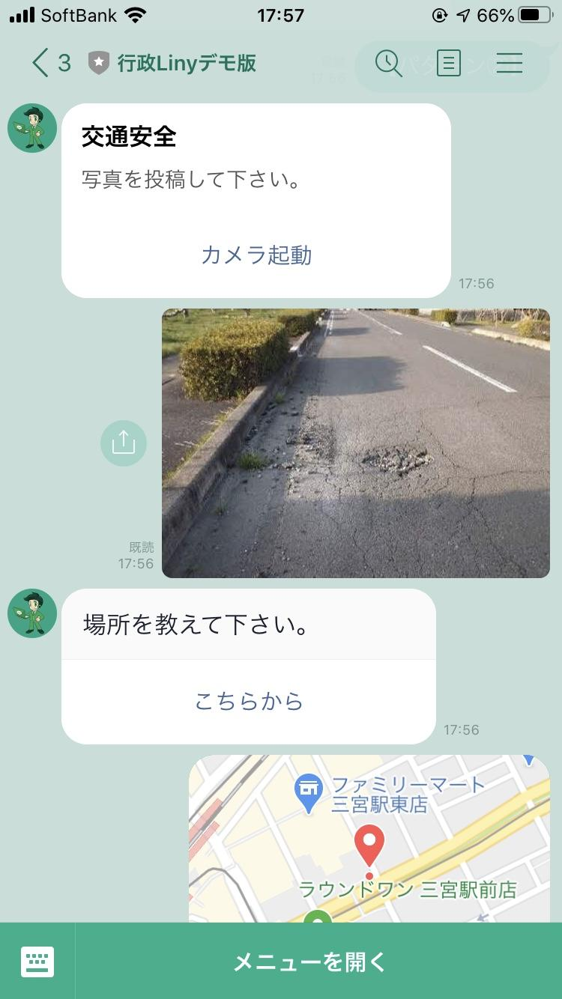 SoftBank 17:57 66%
3 行政Linyデモ版
交通安全
写真を投稿して下さい。
カメラ起動
17:56
既読
17:56
場所を教えて下さい。
こちらから
17:56
ファミリーマート
三宮駅東店
ラウンドワン 三宮駅前店
メニューを開く